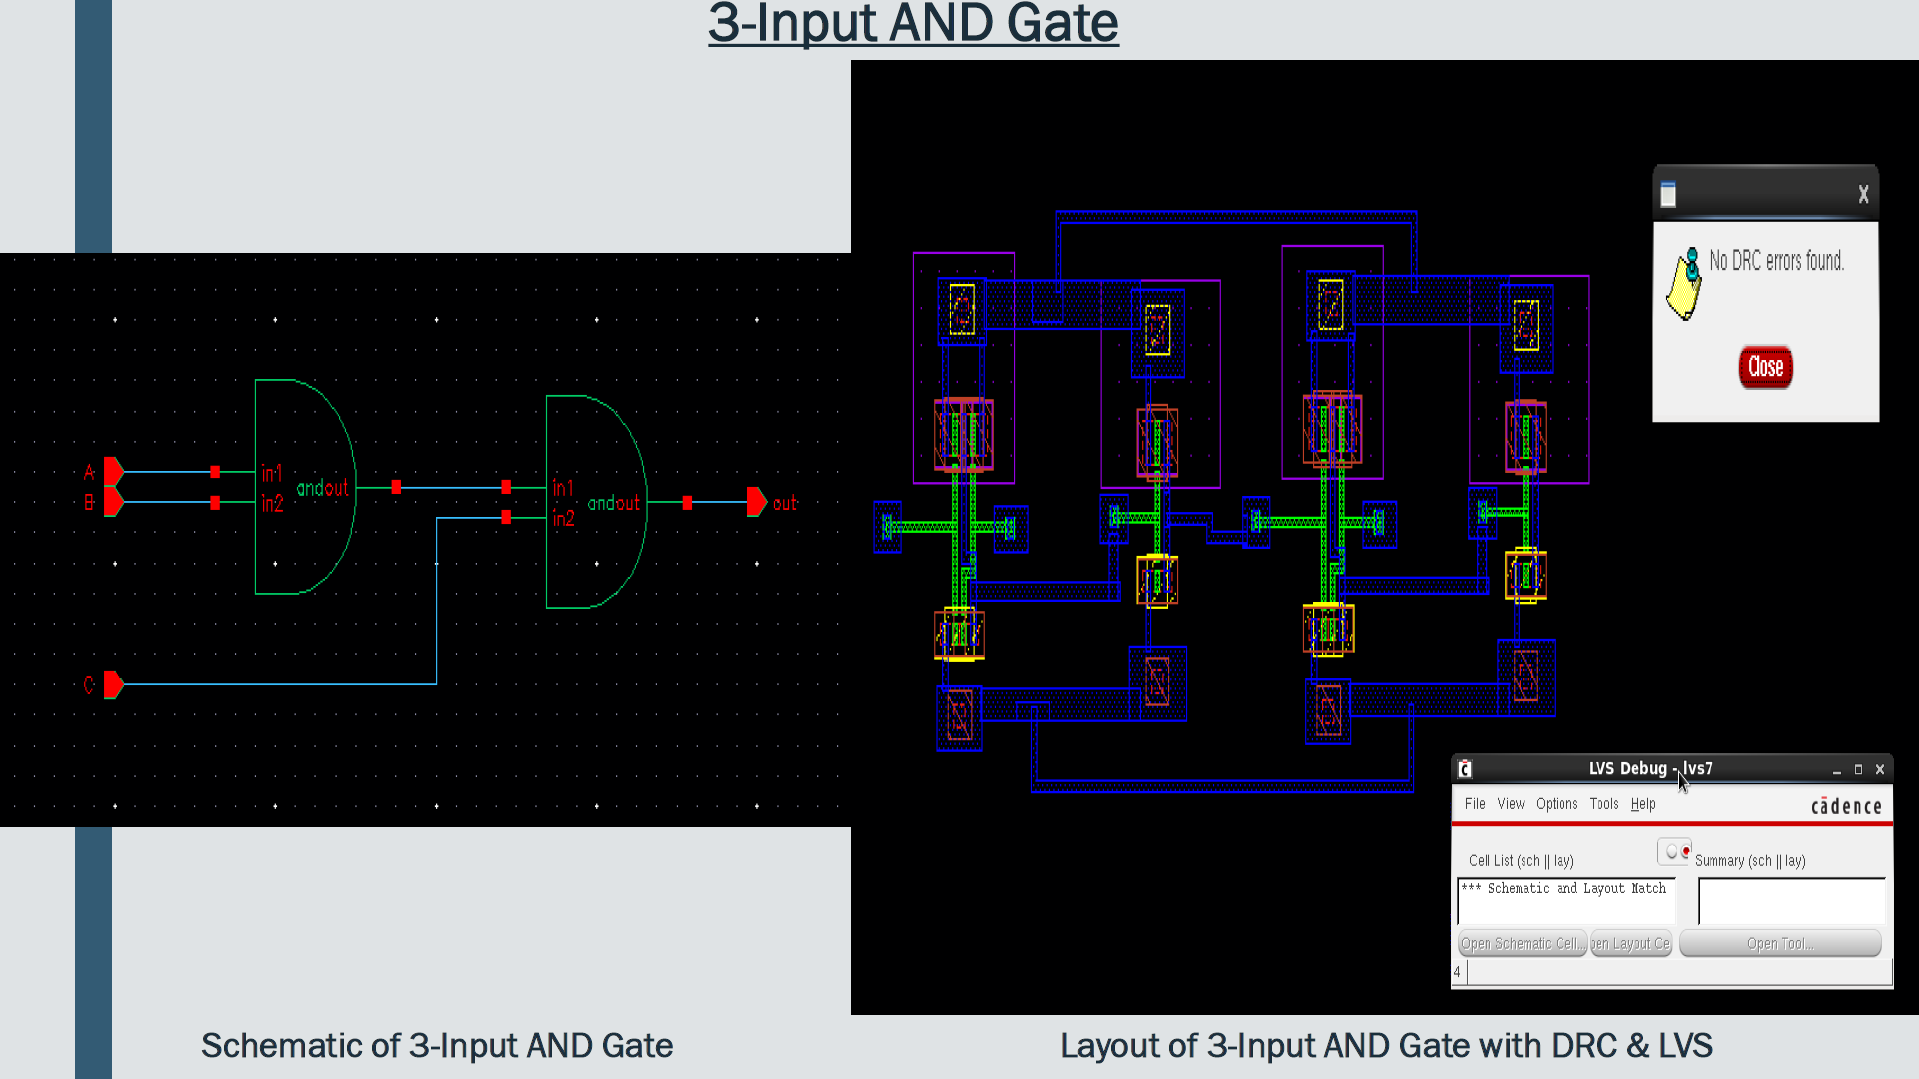 3-Input AND Gate
A
B
C
in1
in2
andout
in1
in2
andout
out
No DRC errors found.
Close
LVS Debug - lvs7
File View Options Tools Help
cādence
Cell List (sch || lay)
Summary (sch || lay)
*** Schematic and Layout Match
Open Schematic Cell...
pen Layout Ce
Open Tool...
4
Schematic of 3-Input AND Gate
Layout of 3-Input AND Gate with DRC & LVS